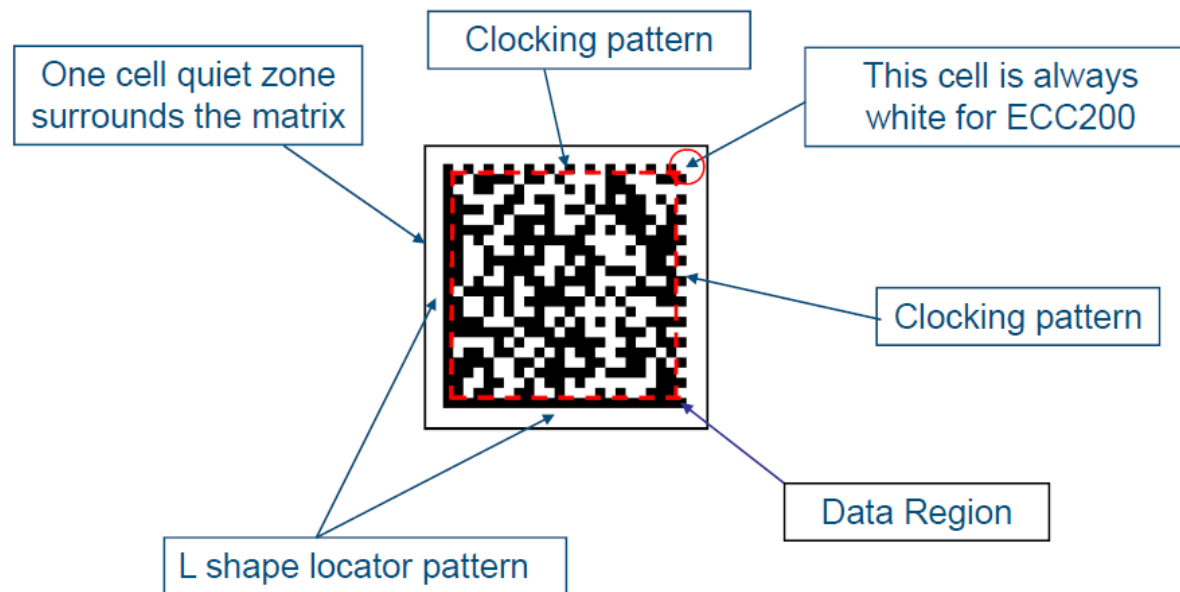 Clocking pattern
One cell quiet zone
surrounds the matrix
This cell is always
white for ECC200
Clocking pattern
Data Region
L shape locator pattern